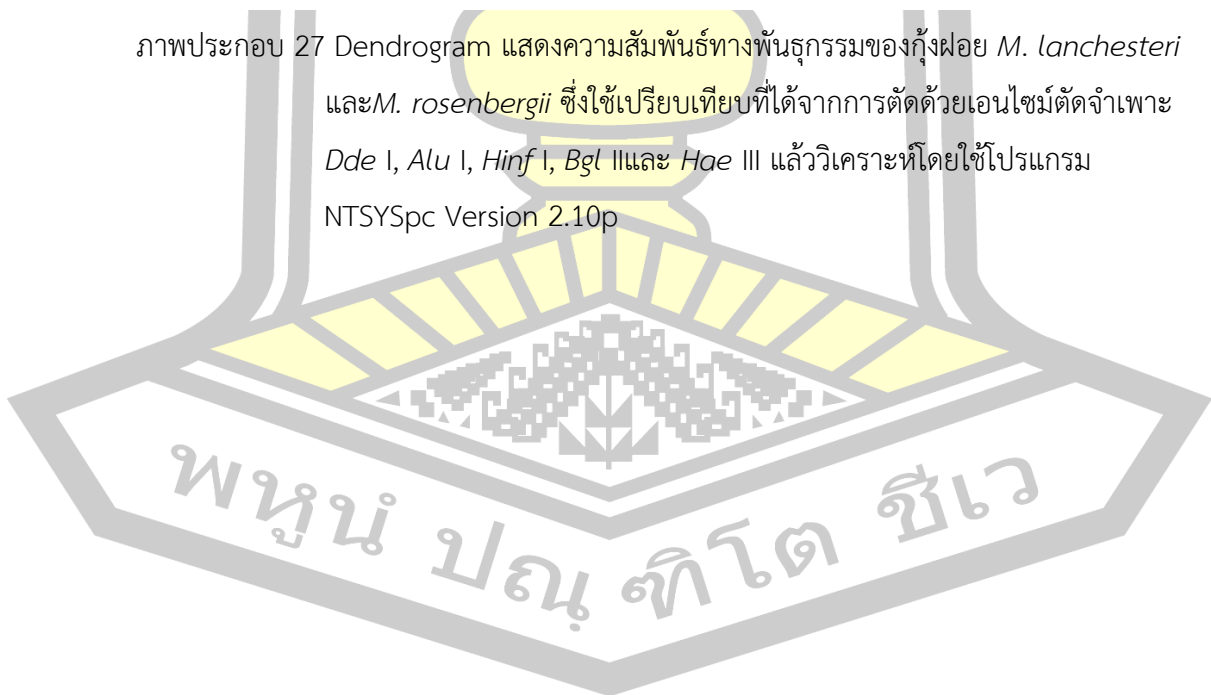 ภาพประกอบ 27 Dendrogram แสดงความสัมพันธ์ทางพันธุกรรมของกุ้งฝอย M. lanchesteri
และM. rosenbergii ซึ่งใช้เปรียบเทียบที่ได้จากการตัดด้วยเอนไซม์ตัดจำเพาะ
Dde I, Alu I, Hinf I, Bgl IIและ Hae III แล้ววิเคราะห์โดยใช้โปรแกรม
NTSYSpc Version 2.10p
พหูนํ ปณฺฑิโต ชีเว